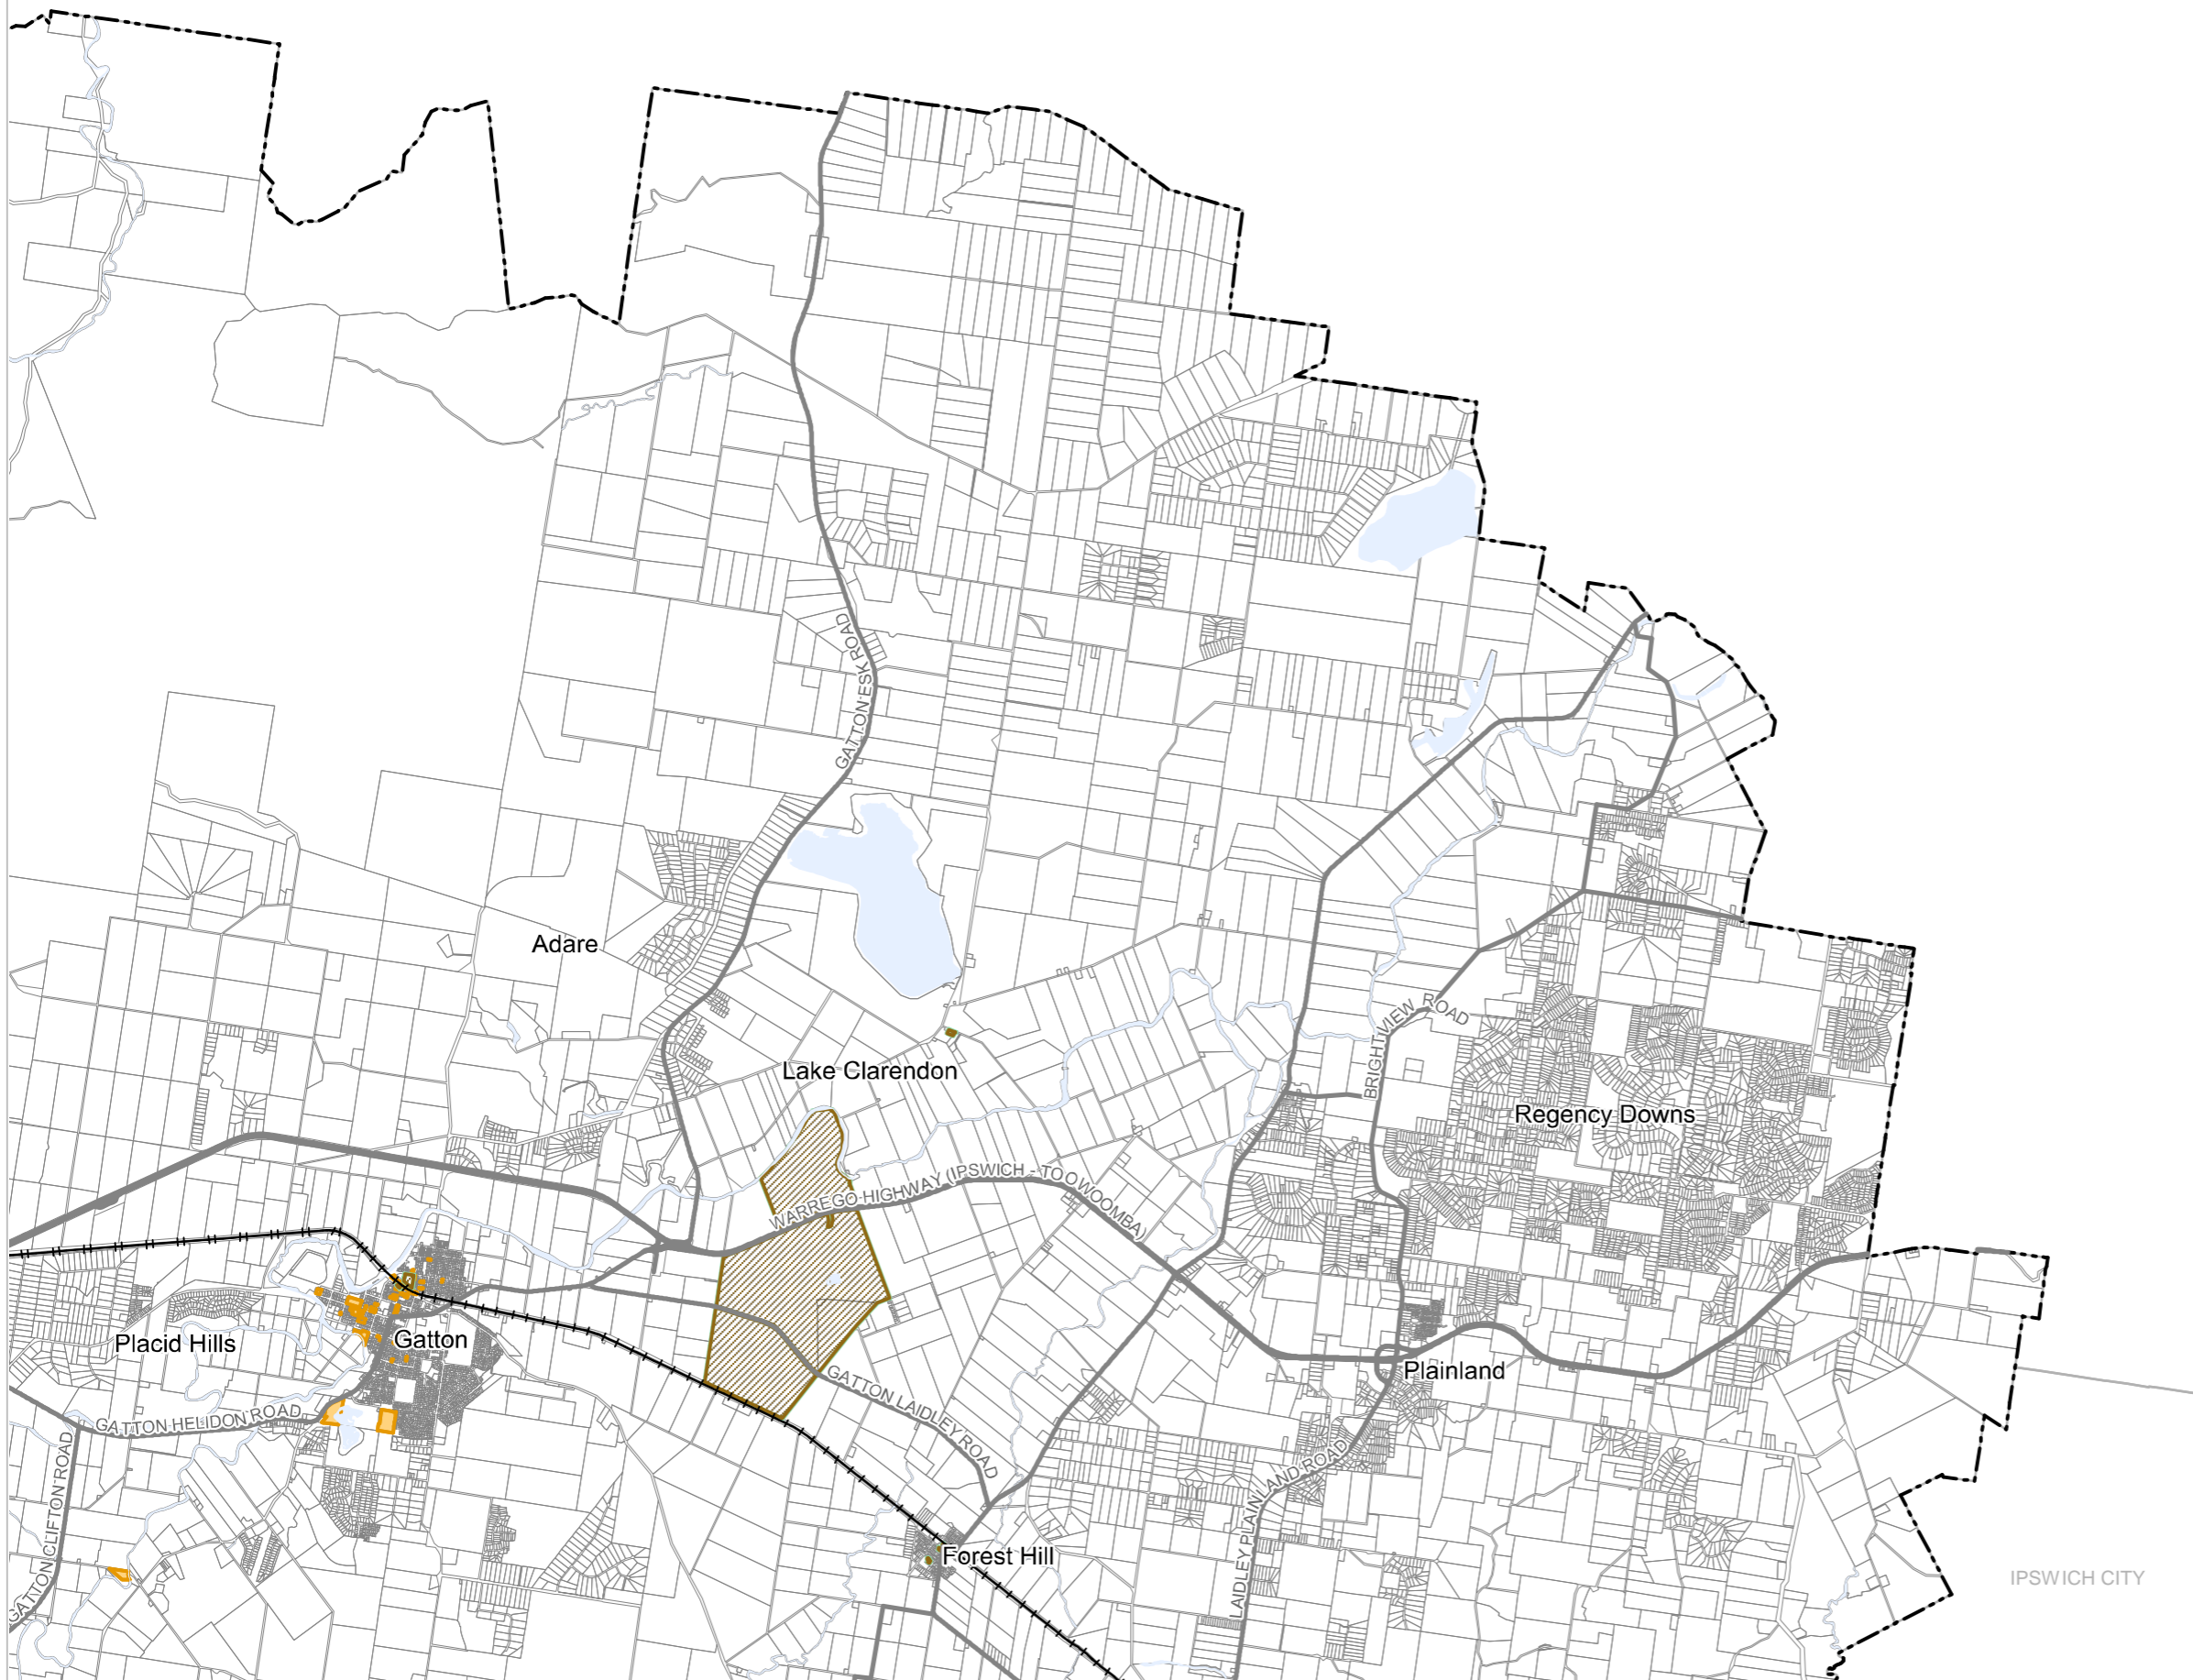 GATTON ESK ROAD
Adare
BRIGHTVIEW ROAD
Lake Clarendon
Regency Downs
WARREGO HIGHWAY (IPSWICH - TOOWOOMBA)
Placid Hills
Gatton
Plainland
GATTON LAIDLEY ROAD
GATTON HELIDON ROAD
GATTON CLIFTON ROAD
LAIDLEY PLAINLAND ROAD
Forest Hill
IPSWICH CITY